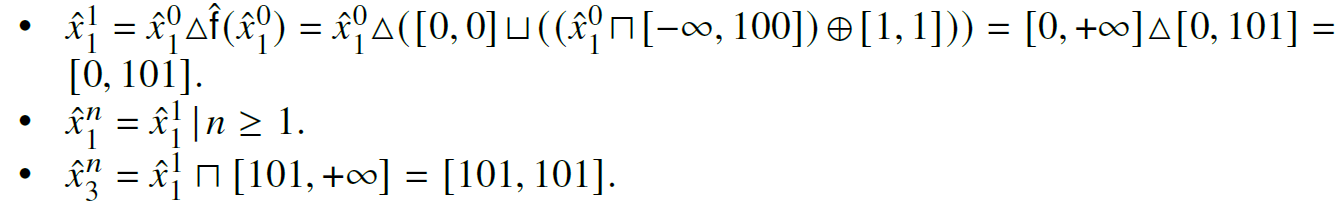 • x̂₁¹ = x̂₁⁰ △ f̂(x̂₁⁰) = x̂₁⁰ △ ([0, 0] ⊔ ((x̂₁⁰ ⊓ [−∞, 100]) ⊕ [1, 1])) = [0, +∞] △ [0, 101] =
[0, 101].
• x̂₁ⁿ = x̂₁¹ | n ≥ 1.
• x̂₃ⁿ = x̂₁¹ ⊓ [101, +∞] = [101, 101].